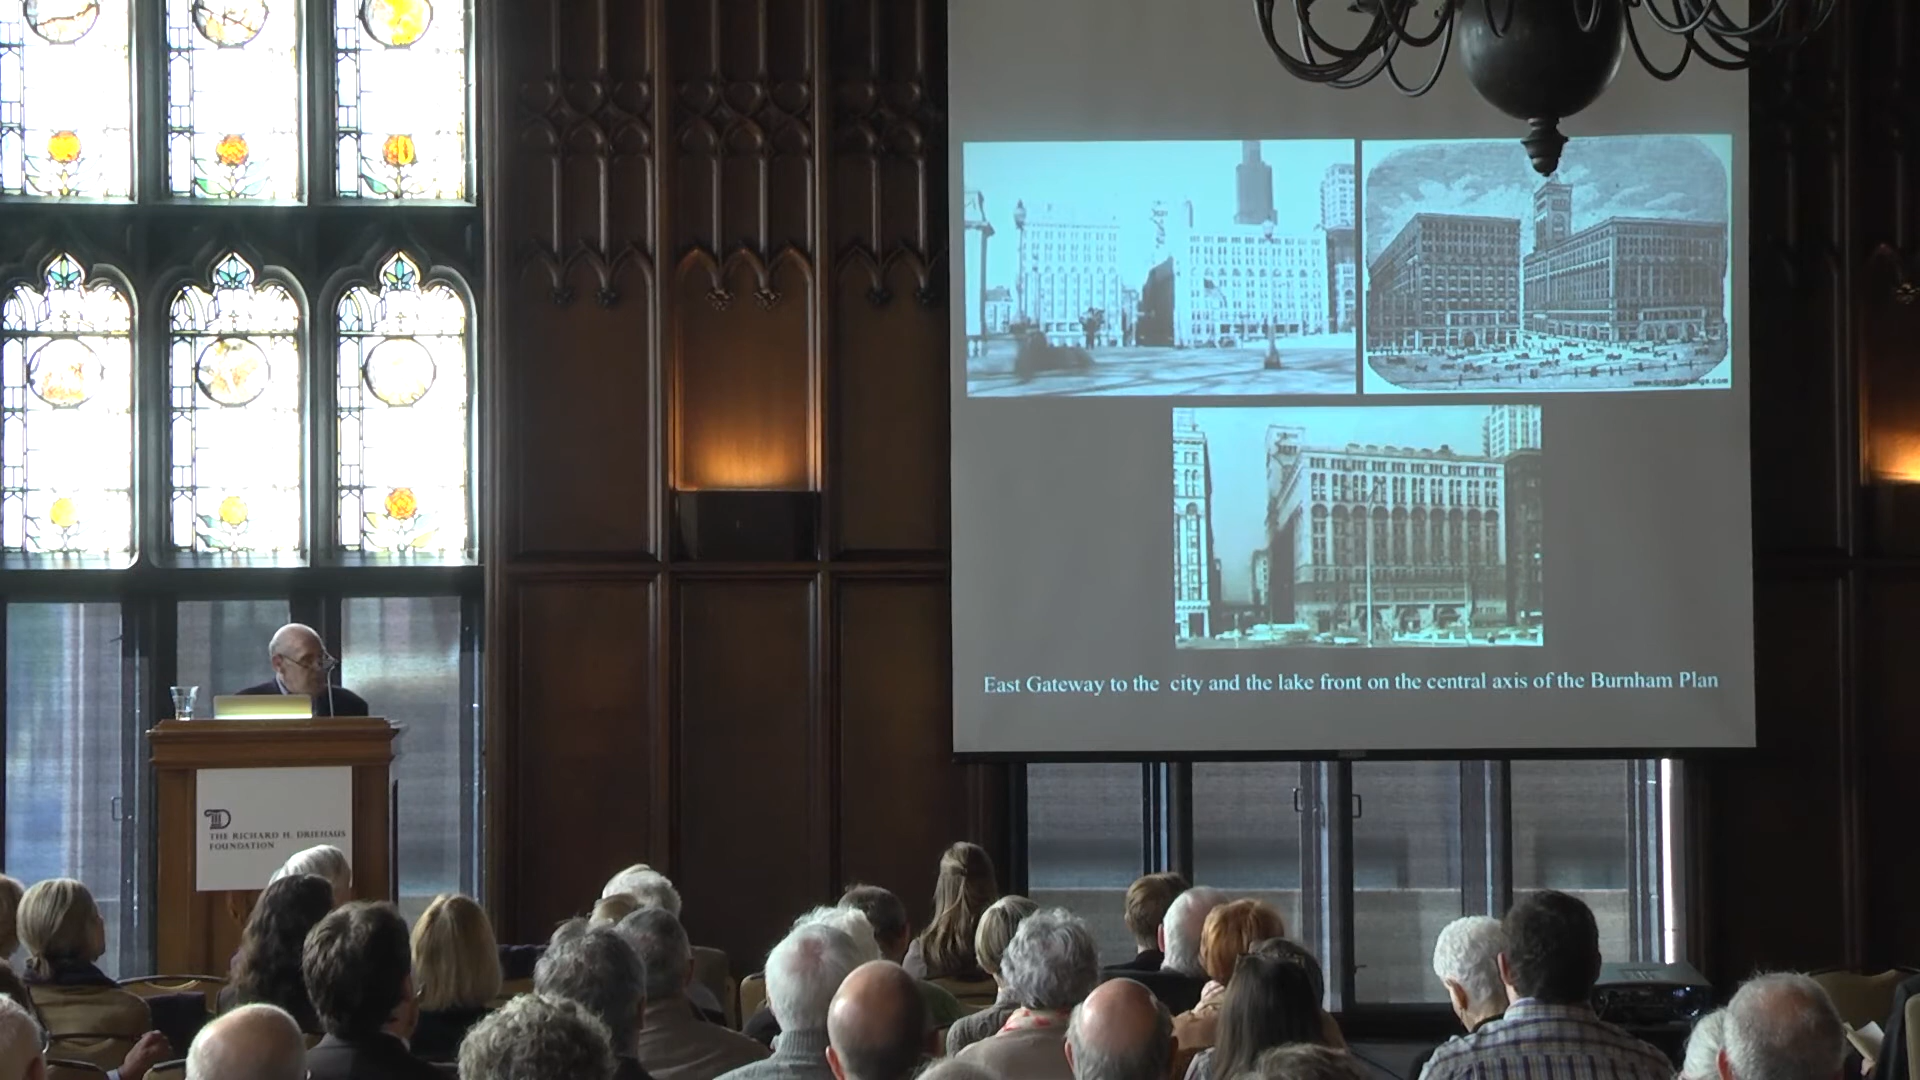 East Gateway to the city and the lake front on the central axis of the Burnham Plan
THE RICHARD H. DRIEHAUS
FOUNDATION